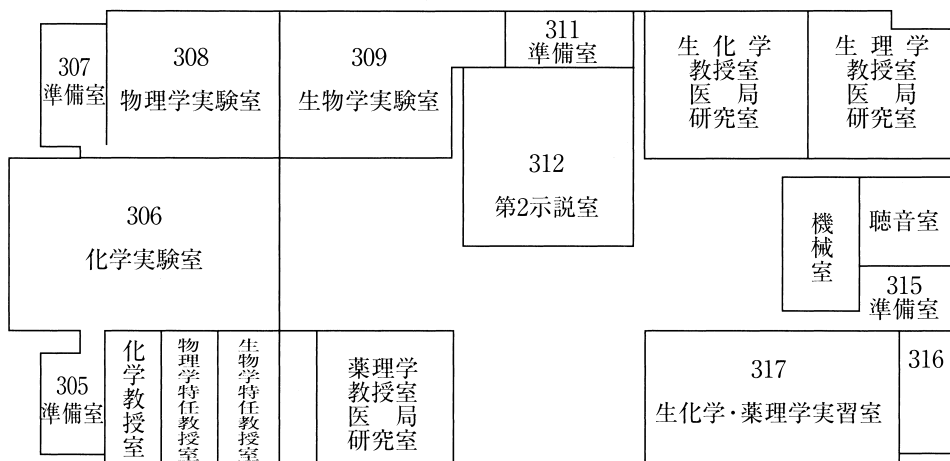 307
準備室
308
物理学実験室
309
生物学実験室
311
準備室
生化学
教授室
医局
研究室
生理学
教授室
医局
研究室
312
第2示説室
306
化学実験室
機械室
聴音室
315
準備室
305
準備室
化学教授室
物理学特任教授室
生物学特任教授室
薬理学
教授室
医局
研究室
317
生化学・薬理学実習室
316